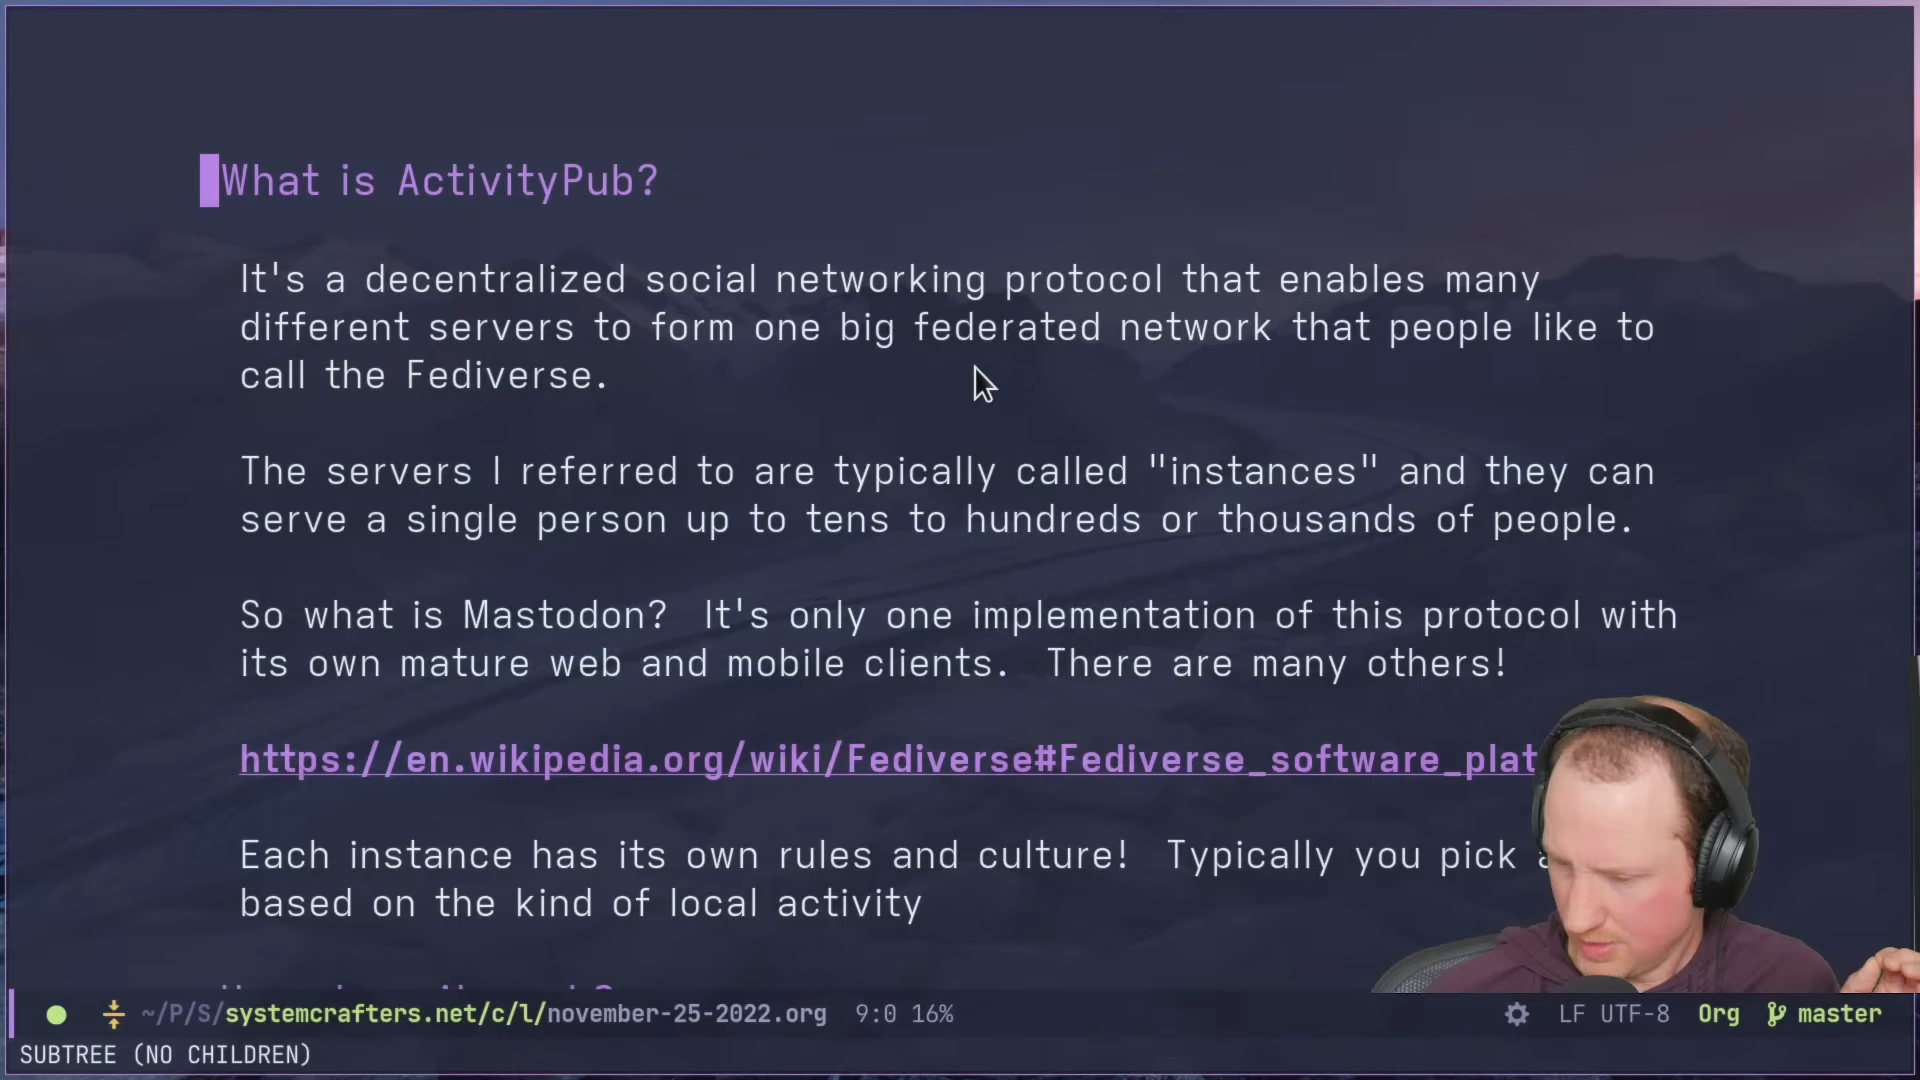 What is ActivityPub?
It's a decentralized social networking protocol that enables many
different servers to form one big federated network that people like to
call the Fediverse.
The servers I referred to are typically called "instances" and they can
serve a single person up to tens to hundreds or thousands of people.
So what is Mastodon?  It's only one implementation of this protocol with
its own mature web and mobile clients.  There are many others!
https://en.wikipedia.org/wiki/Fediverse#Fediverse_software_plat
Each instance has its own rules and culture!  Typically you pick
based on the kind of local activity
~/P/S/systemcrafters.net/c/l/november-25-2022.org 9:0 16% LF UTF-8 Org master
SUBTREE (NO CHILDREN)